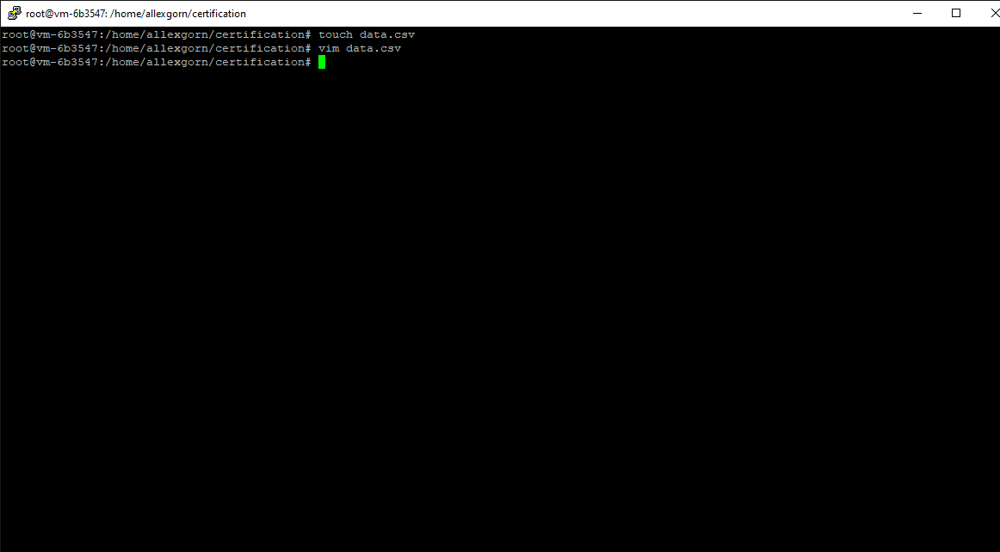 root@vm-6b3547: /home/allexgorn/certification
root@vm-6b3547:/home/allexgorn/certification# touch data.csv
root@vm-6b3547:/home/allexgorn/certification# vim data.csv
root@vm-6b3547:/home/allexgorn/certification#